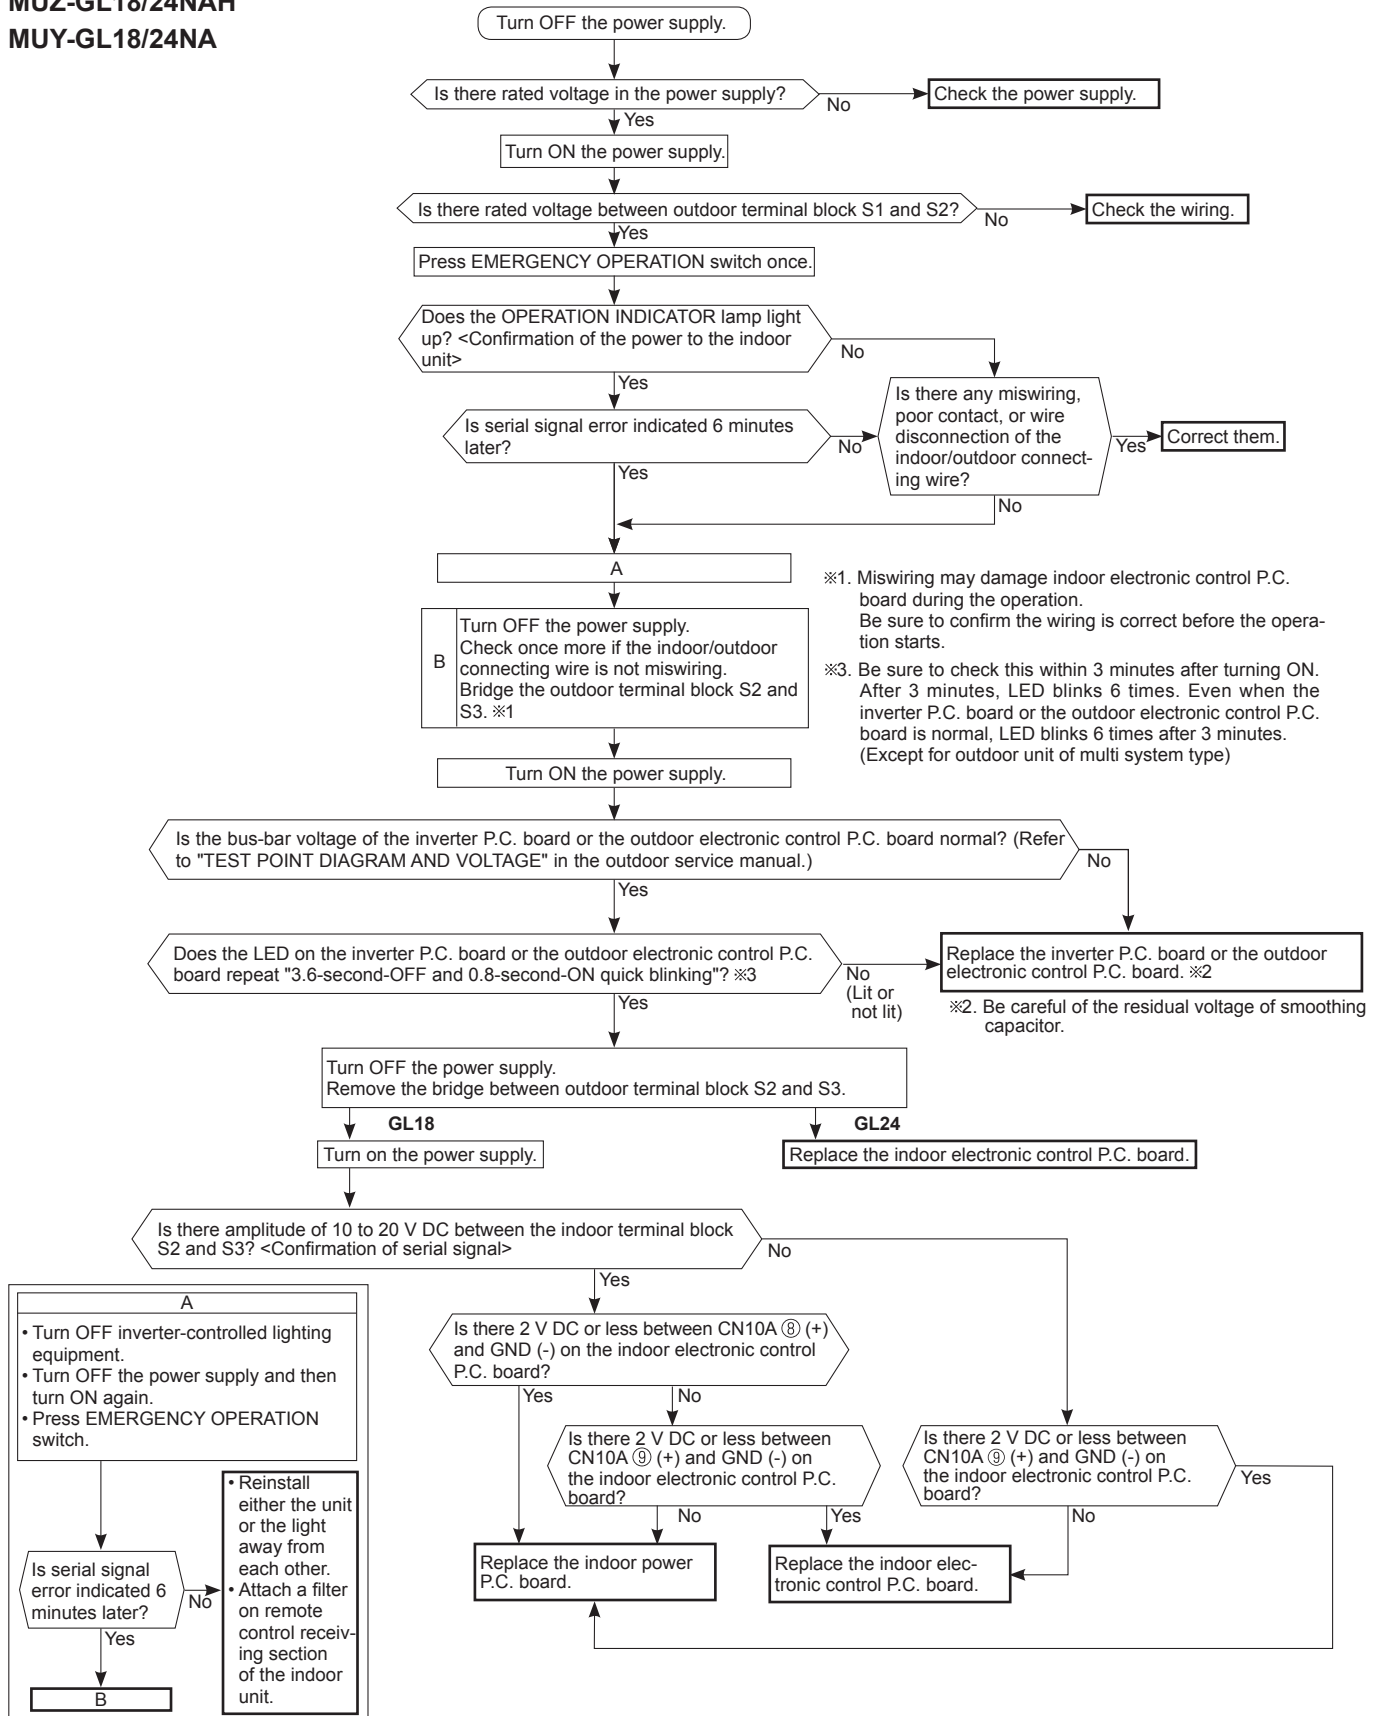 MUZ-GL18/24NAH
MUY-GL18/24NA
Turn OFF the power supply.
Is there rated voltage in the power supply?
No
Check the power supply.
Yes
Turn ON the power supply.
Is there rated voltage between outdoor terminal block S1 and S2?
No
Check the wiring.
Yes
Press EMERGENCY OPERATION switch once.
Does the OPERATION INDICATOR lamp light
up? <Confirmation of the power to the indoor
unit>
No
Yes
Is there any miswiring,
poor contact, or wire
disconnection of the
indoor/outdoor connect-
ing wire?
Yes
Correct them.
No
Is serial signal error indicated 6 minutes
later?
No
Yes
A
B
Turn OFF the power supply.
Check once more if the indoor/outdoor
connecting wire is not miswiring.
Bridge the outdoor terminal block S2 and
S3. ※1
※1. Miswiring may damage indoor electronic control P.C.
board during the operation.
Be sure to confirm the wiring is correct before the opera-
tion starts.
※3. Be sure to check this within 3 minutes after turning ON.
After 3 minutes, LED blinks 6 times. Even when the
inverter P.C. board or the outdoor electronic control P.C.
board is normal, LED blinks 6 times after 3 minutes.
(Except for outdoor unit of multi system type)
Turn ON the power supply.
Is the bus-bar voltage of the inverter P.C. board or the outdoor electronic control P.C. board normal? (Refer
to "TEST POINT DIAGRAM AND VOLTAGE" in the outdoor service manual.)
No
Yes
Does the LED on the inverter P.C. board or the outdoor electronic control P.C.
board repeat "3.6-second-OFF and 0.8-second-ON quick blinking"? ※3
No
(Lit or
not lit)
Yes
Replace the inverter P.C. board or the outdoor
electronic control P.C. board. ※2
※2. Be careful of the residual voltage of smoothing
capacitor.
Turn OFF the power supply.
Remove the bridge between outdoor terminal block S2 and S3.
GL18
GL24
Turn on the power supply.
Replace the indoor electronic control P.C. board.
Is there amplitude of 10 to 20 V DC between the indoor terminal block
S2 and S3? <Confirmation of serial signal>
No
Yes
Is there 2 V DC or less between CN10A ⑧ (+)
and GND (-) on the indoor electronic control
P.C. board?
Yes
No
Is there 2 V DC or less between
CN10A ⑨ (+) and GND (-) on
the indoor electronic control P.C.
board?
No
Yes
Is there 2 V DC or less between
CN10A ⑨ (+) and GND (-) on
the indoor electronic control P.C.
board?
Yes
No
Replace the indoor power
P.C. board.
Replace the indoor elec-
tronic control P.C. board.
A
• Turn OFF inverter-controlled lighting
equipment.
• Turn OFF the power supply and then
turn ON again.
• Press EMERGENCY OPERATION
switch.
Is serial signal
error indicated 6
minutes later?
No
Yes
B
• Reinstall
either the unit
or the light
away from
each other.
• Attach a filter
on remote
control receiv-
ing section
of the indoor
unit.